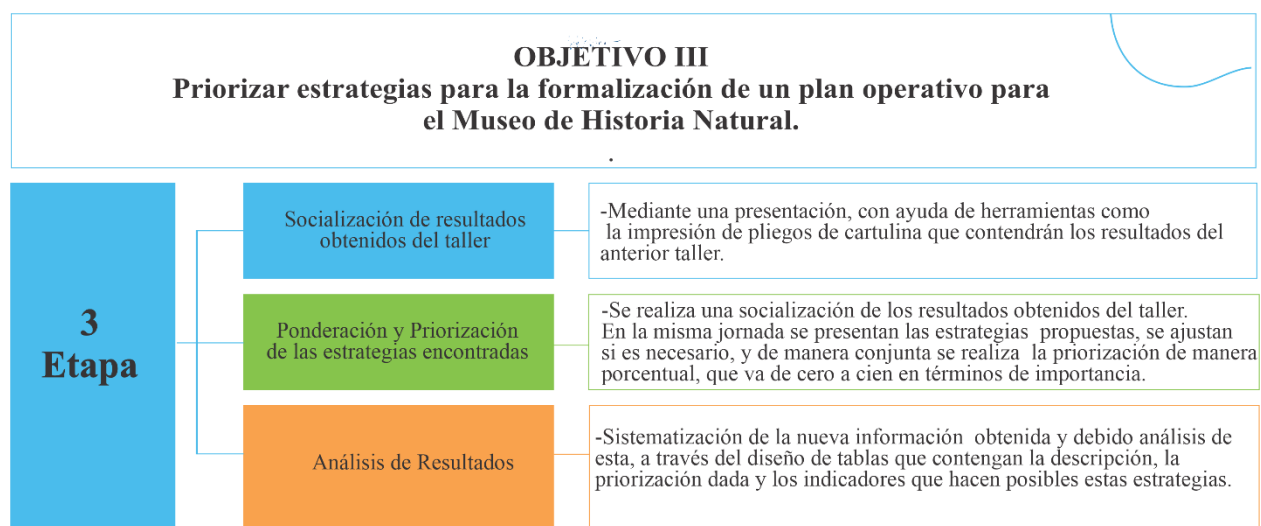 OBJETIVO III
Priorizar estrategias para la formalización de un plan operativo para
el Museo de Historia Natural.
.
3
Etapa
Socialización de resultados
obtenidos del taller
-Mediante una presentación, con ayuda de herramientas como
la impresión de pliegos de cartulina que contendrán los resultados del
anterior taller.
Ponderación y Priorización
de las estrategias encontradas
-Se realiza una socialización de los resultados obtenidos del taller.
En la misma jornada se presentan las estrategias propuestas, se ajustan
si es necesario, y de manera conjunta se realiza la priorización de manera
porcentual, que va de cero a cien en términos de importancia.
Análisis de Resultados
-Sistematización de la nueva información obtenida y debido análisis de
esta, a través del diseño de tablas que contengan la descripción, la
priorización dada y los indicadores que hacen posibles estas estrategias.